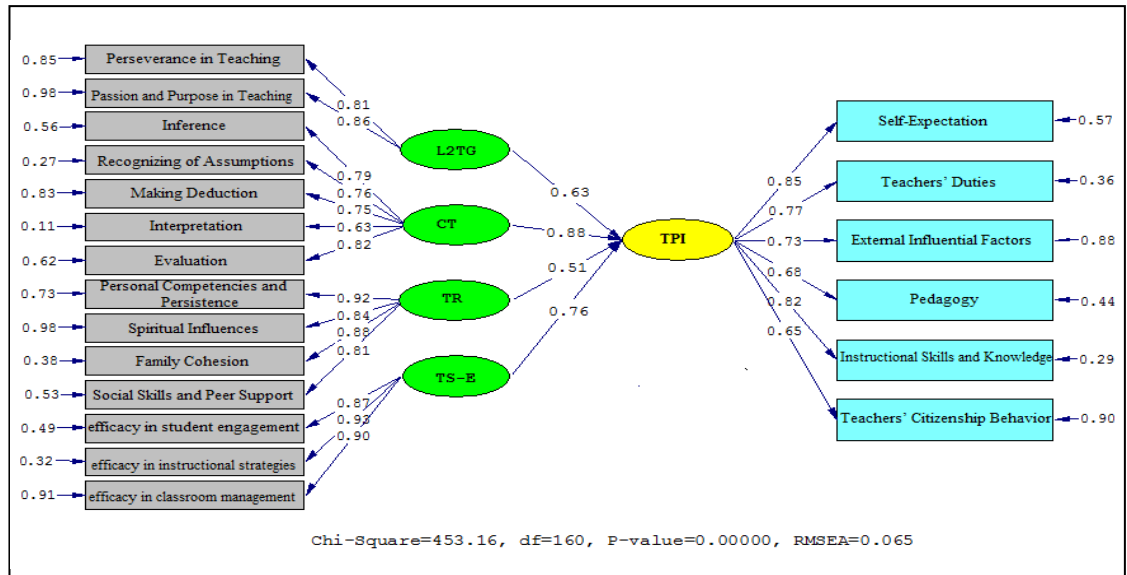 0.85 Perseverance in Teaching
0.98 Passion and Purpose in Teaching
0.56 Inference
0.27 Recognizing of Assumptions
0.83 Making Deduction
0.11 Interpretation
0.62 Evaluation
0.73 Personal Competencies and
Persistence
0.98 Spiritual Influences
0.38 Family Cohesion
0.53 Social Skills and Peer Support
0.49 efficacy in student engagement
0.32 efficacy in instructional strategies
0.91 efficacy in classroom management
0.81
0.86
0.79
0.76
0.75
0.63
0.82
0.92
0.84
0.88
0.81
0.87
0.93
0.90
L2TG
CT
TR
TS-E
0.63
0.88
0.51
0.76
TPI
0.85
0.77
0.73
0.68
0.82
0.65
Self-Expectation 0.57
Teachers' Duties 0.36
External Influential Factors 0.88
Pedagogy 0.44
Instructional Skills and Knowledge 0.29
Teachers' Citizenship Behavior 0.90
Chi-Square=453.16, df=160, P-value=0.00000, RMSEA=0.065